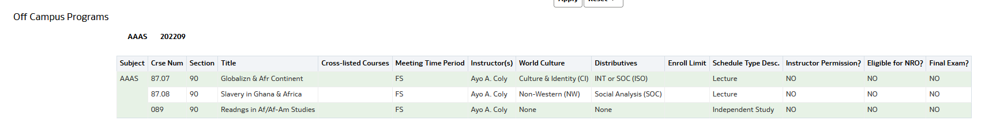 Apply Reset
Off Campus Programs
AAAS 202209
Subject Crse Num Section Title Cross-listed Courses Meeting Time Period Instructor(s) World Culture Distributives Enroll Limit Schedule Type Desc. Instructor Permission? Eligible for NRO? Final Exam?
AAAS 87.07 90 Globalizn & Afr Continent FS Ayo A. Coly Culture & Identity (CI) INT or SOC (ISO) Lecture NO NO NO
87.08 90 Slavery in Ghana & Africa FS Ayo A. Coly Non-Western (NW) Social Analysis (SOC) Lecture NO NO NO
089 90 Readngs in Af/Af-Am Studies FS Ayo A. Coly None None Independent Study NO NO NO